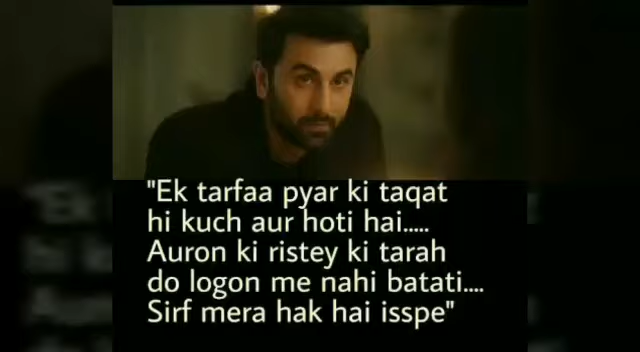 "Ek tarfaa pyar ki taqat
hi kuch aur hoti hai.....
Auron ki ristey ki tarah
do logon me nahi batati....
Sirf mera hak hai isspe"